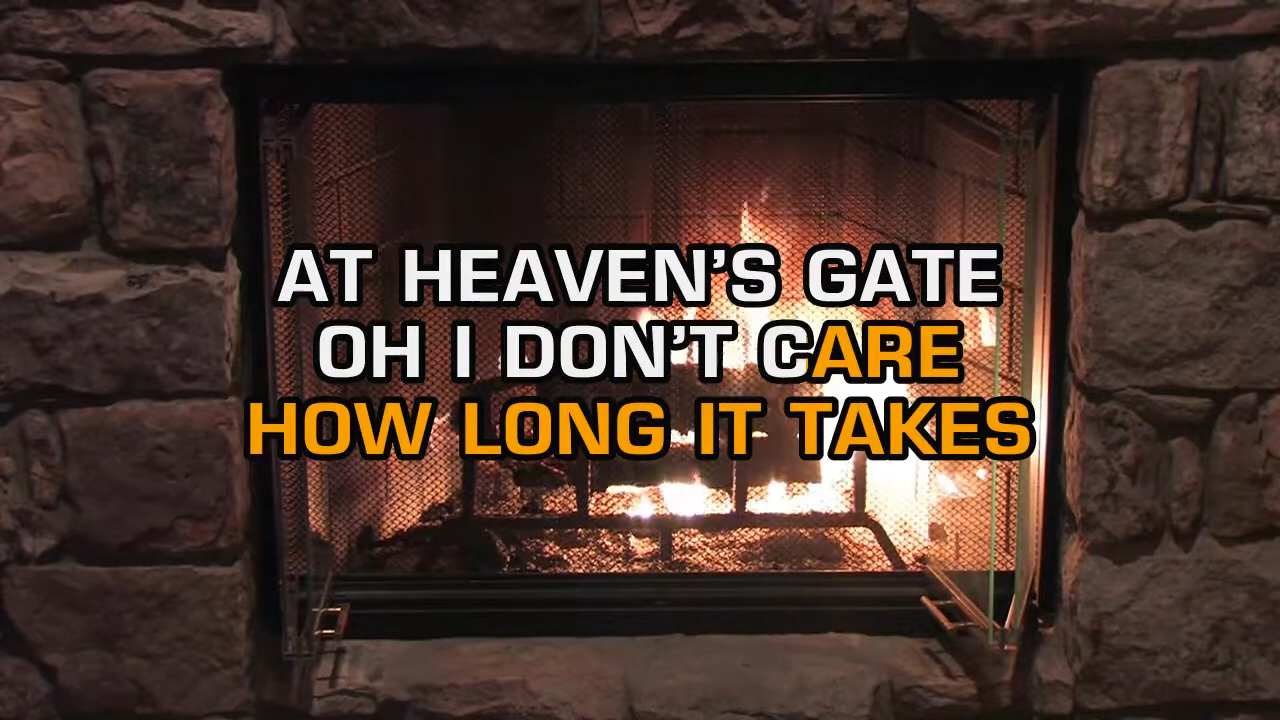 AT HEAVEN’S GATE
OH I DON’T CARE
HOW LONG IT TAKES